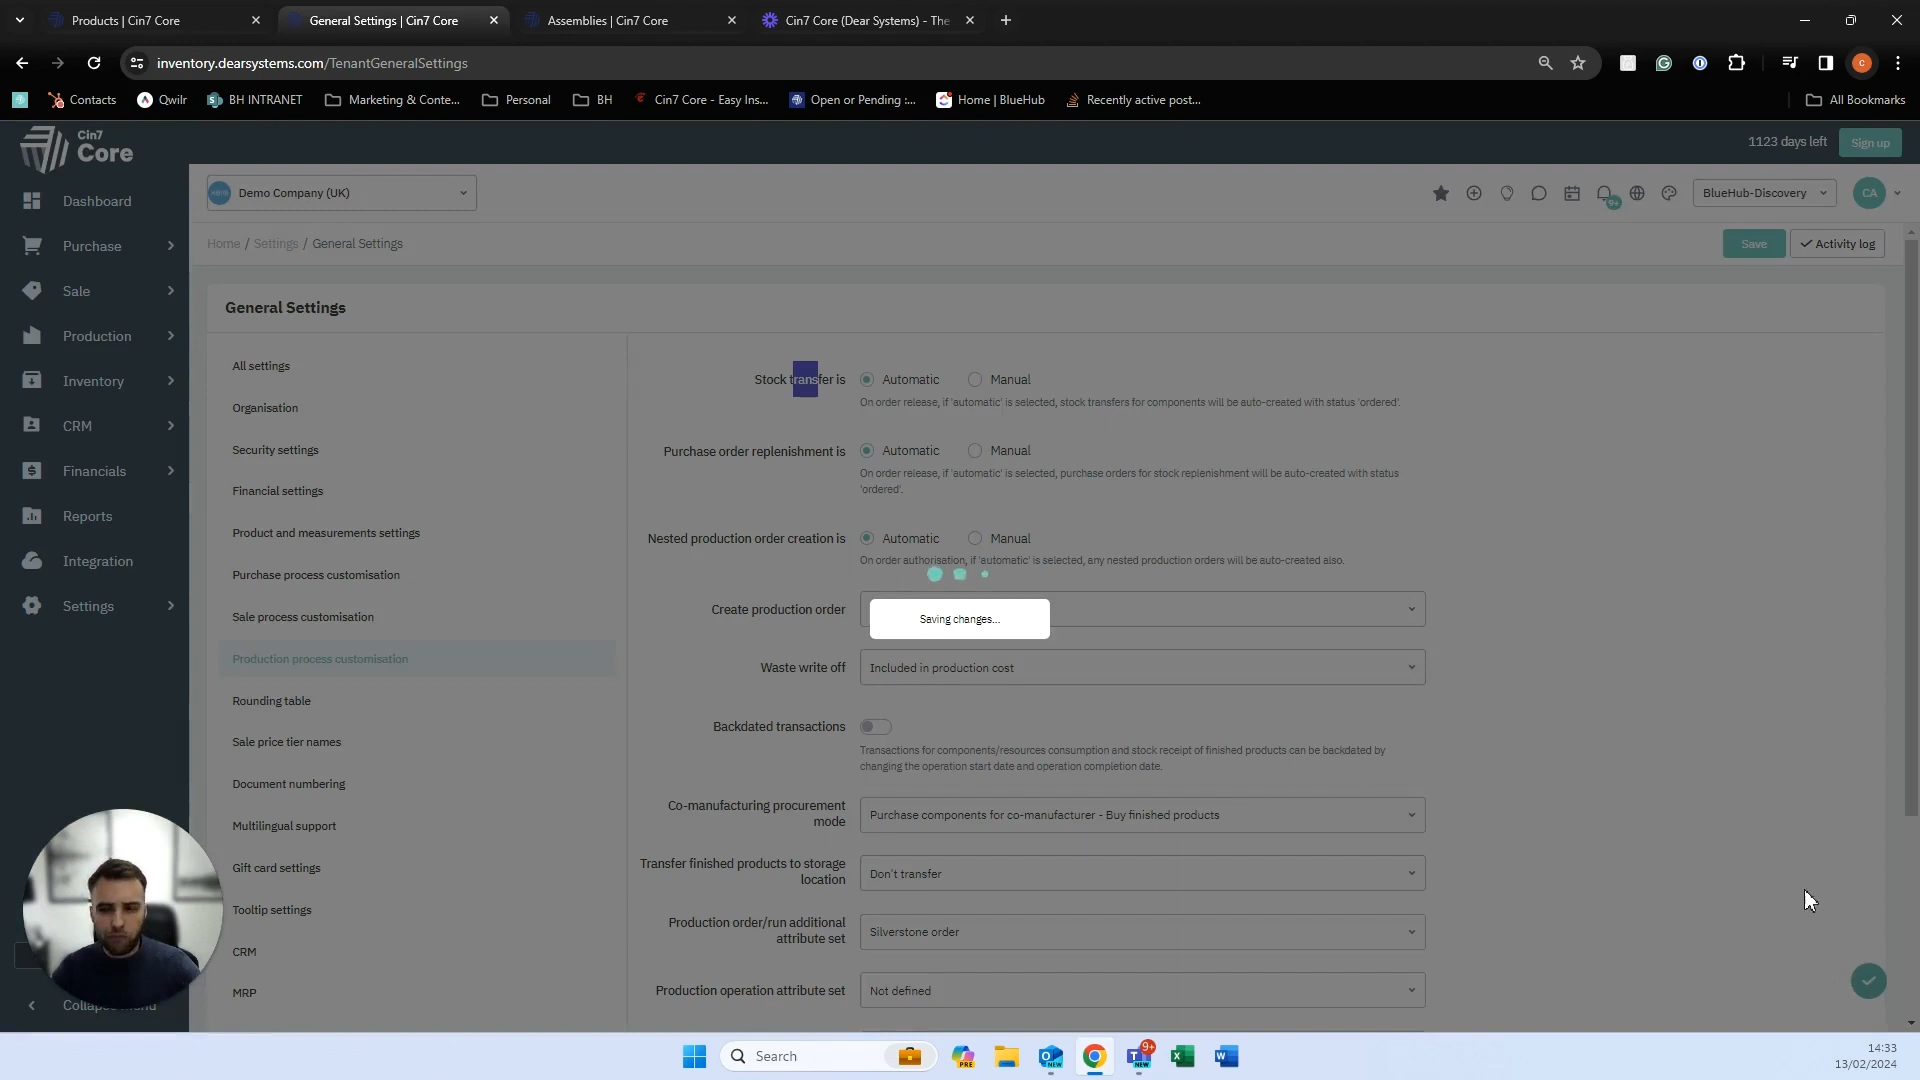 Products | Cin7 Core
General Settings | Cin7 Core
Assemblies | Cin7 Core
Cin7 Core (Dear Systems) - The
inventory.dearsystems.com/TenantGeneralSettings
Contacts
Qwilr
BH INTRANET
Marketing & Conte...
Personal
BH
Cin7 Core - Easy Ins...
Open or Pending :...
Home | BlueHub
Recently active post...
All Bookmarks
Cin7
Core
1123 days left
Sign up
Demo Company (UK)
9+
BlueHub-Discovery
CA
Home / Settings / General Settings
Save
Activity log
Dashboard
Purchase
Sale
Production
Inventory
CRM
Financials
Reports
Integration
Settings
General Settings
All settings
Organisation
Security settings
Financial settings
Product and measurements settings
Purchase process customisation
Sale process customisation
Production process customisation
Rounding table
Sale price tier names
Document numbering
Multilingual support
Gift card settings
Tooltip settings
CRM
MRP
Stock transfer is
Automatic
Manual
On order release, if 'automatic' is selected, stock transfers for components will be auto-created with status 'ordered'.
Purchase order replenishment is
Automatic
Manual
On order release, if 'automatic' is selected, purchase orders for stock replenishment will be auto-created with status
'ordered'.
Nested production order creation is
Automatic
Manual
On order authorisation, if 'automatic' is selected, any nested production orders will be auto-created also.
Create production order
Saving changes...
Waste write off
Included in production cost
Backdated transactions
Transactions for components/resources consumption and stock receipt of finished products can be backdated by
changing the operation start date and operation completion date.
Co-manufacturing procurement
mode
Purchase components for co-manufacturer - Buy finished products
Transfer finished products to storage
location
Don't transfer
Production order/run additional
attribute set
Silverstone order
Production operation attribute set
Not defined
Search
PRE
NEW
9+
NEW
14:33
13/02/2024